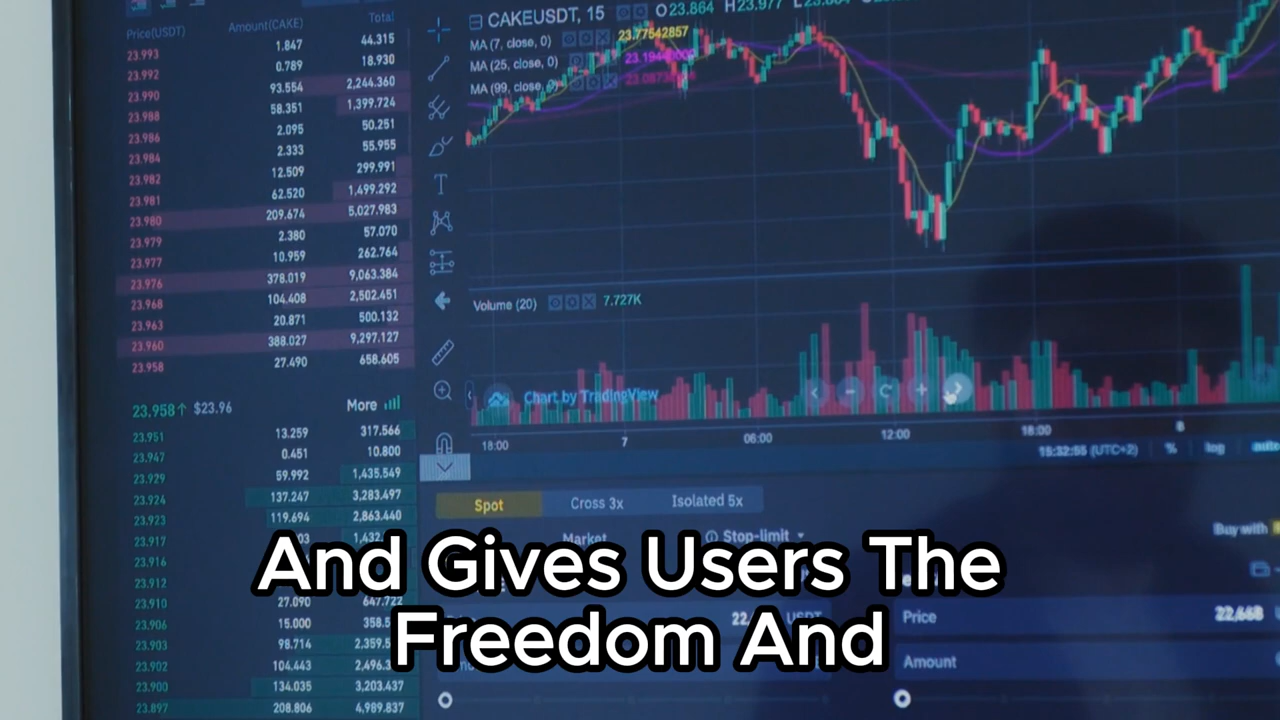 Price(USDT) Amount(CAKE) Total
23.993 1.847 44.315
23.992 0.789 18.930
23.990 93.554 2,244.360
23.988 58.351 1,399.724
23.986 2.095 50.251
23.984 2.333 55.955
23.982 12.509 299.991
23.981 62.520 1,499.292
23.980 209.674 5,027.983
23.979 2.380 57.070
23.977 10.959 262.764
23.976 378.019 9,063.384
23.968 104.408 2,502.451
23.963 20.871 500.132
23.960 388.027 9,297.127
23.958 27.490 658.605
23.958↑ $23.96 More
23.951 13.259 317.566
23.947 0.451 10.800
23.929 59.992 1,435.549
23.924 137.247 3,283.497
23.923 119.694 2,863.440
23.917
23.916
23.912
23.910 27.090 647.722
23.906 15.000
23.903 98.714
23.902 104.443
23.900 134.035 3,203.437
23.897 208.806 4,989.837
CAKEUSDT, 15 O23.864 H23.977
MA (7, close, 0) 23.77542857
MA (25, close, 0)
MA (99, close, 0)
Volume (20) 7.727K
Chart by TradingView
18:00 7 06:00 12:00 18:00 8
15:32:55 (UTC+2) % log auto
Spot Cross 3x Isolated 5x
Market Stop-limit
Buy with
Price 22.668
Amount
And Gives Users The
Freedom And